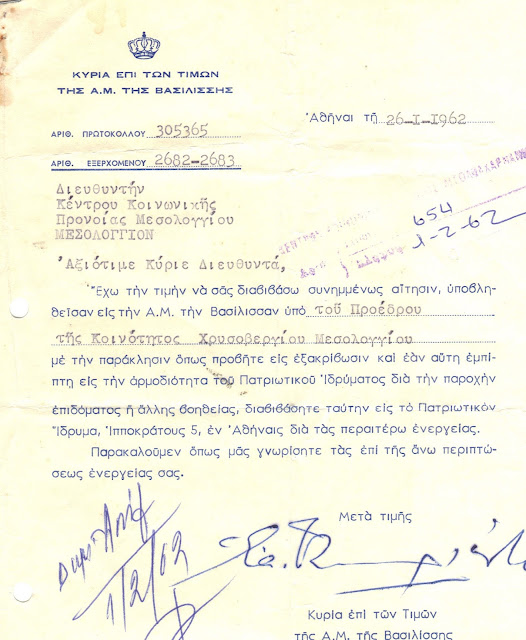 ΚΥΡΙΑ ΕΠΙ ΤΩΝ ΤΙΜΩΝ
ΤΗΣ Α.Μ. ΤΗΣ ΒΑΣΙΛΙΣΣΗΣ
Ἀθῆναι τῇ 26-I-1962
ΑΡΙΘ. ΠΡΩΤΟΚΟΛΛΟΥ 305365
ΑΡΙΘ. ΕΞΕΡΧΟΜΕΝΟΥ 2682-2683
Διευθυντήν
Κέντρου Κοινωνικῆς
Προνοίας Μεσολογγίου
ΜΕΣΟΛΟΓΓΙΟΝ
654
1-2-62
Ἀξιότιμε Κύριε Διευθυντά,
Ἔχω τὴν τιμὴν νὰ σᾶς διαβιβάσω συνημμένως αἴτησιν, ὑποβλη-
θεῖσαν εἰς τὴν Α.Μ. τὴν Βασίλισσαν ὑπὸ τοῦ Προέδρου
τῆς Κοινότητος Χρυσοβεργίου Μεσολογγίου
μὲ τὴν παράκλησιν ὅπως προβῆτε εἰς ἐξακρίβωσιν καὶ ἐὰν αὕτη ἐμπί-
πτῃ εἰς τὴν ἁρμοδιότητα τοῦ Πατριωτικοῦ Ἱδρύματος διὰ τὴν παροχὴν
ἐπιδόματος ἢ ἄλλης βοηθείας, διαβιβάσητε ταύτην εἰς τὸ Πατριωτικὸν
Ἵδρυμα, Ἱπποκράτους 5, ἐν Ἀθήναις διὰ τὰς περαιτέρω ἐνεργείας.
Παρακαλοῦμεν ὅπως μᾶς γνωρίσητε τὰς ἐπὶ τῆς ἄνω περιπτώ-
σεως ἐνεργείας σας.
Μετὰ τιμῆς
1/2/62
Κυρία ἐπὶ τῶν Τιμῶν
τῆς Α.Μ. τῆς Βασιλίσσης